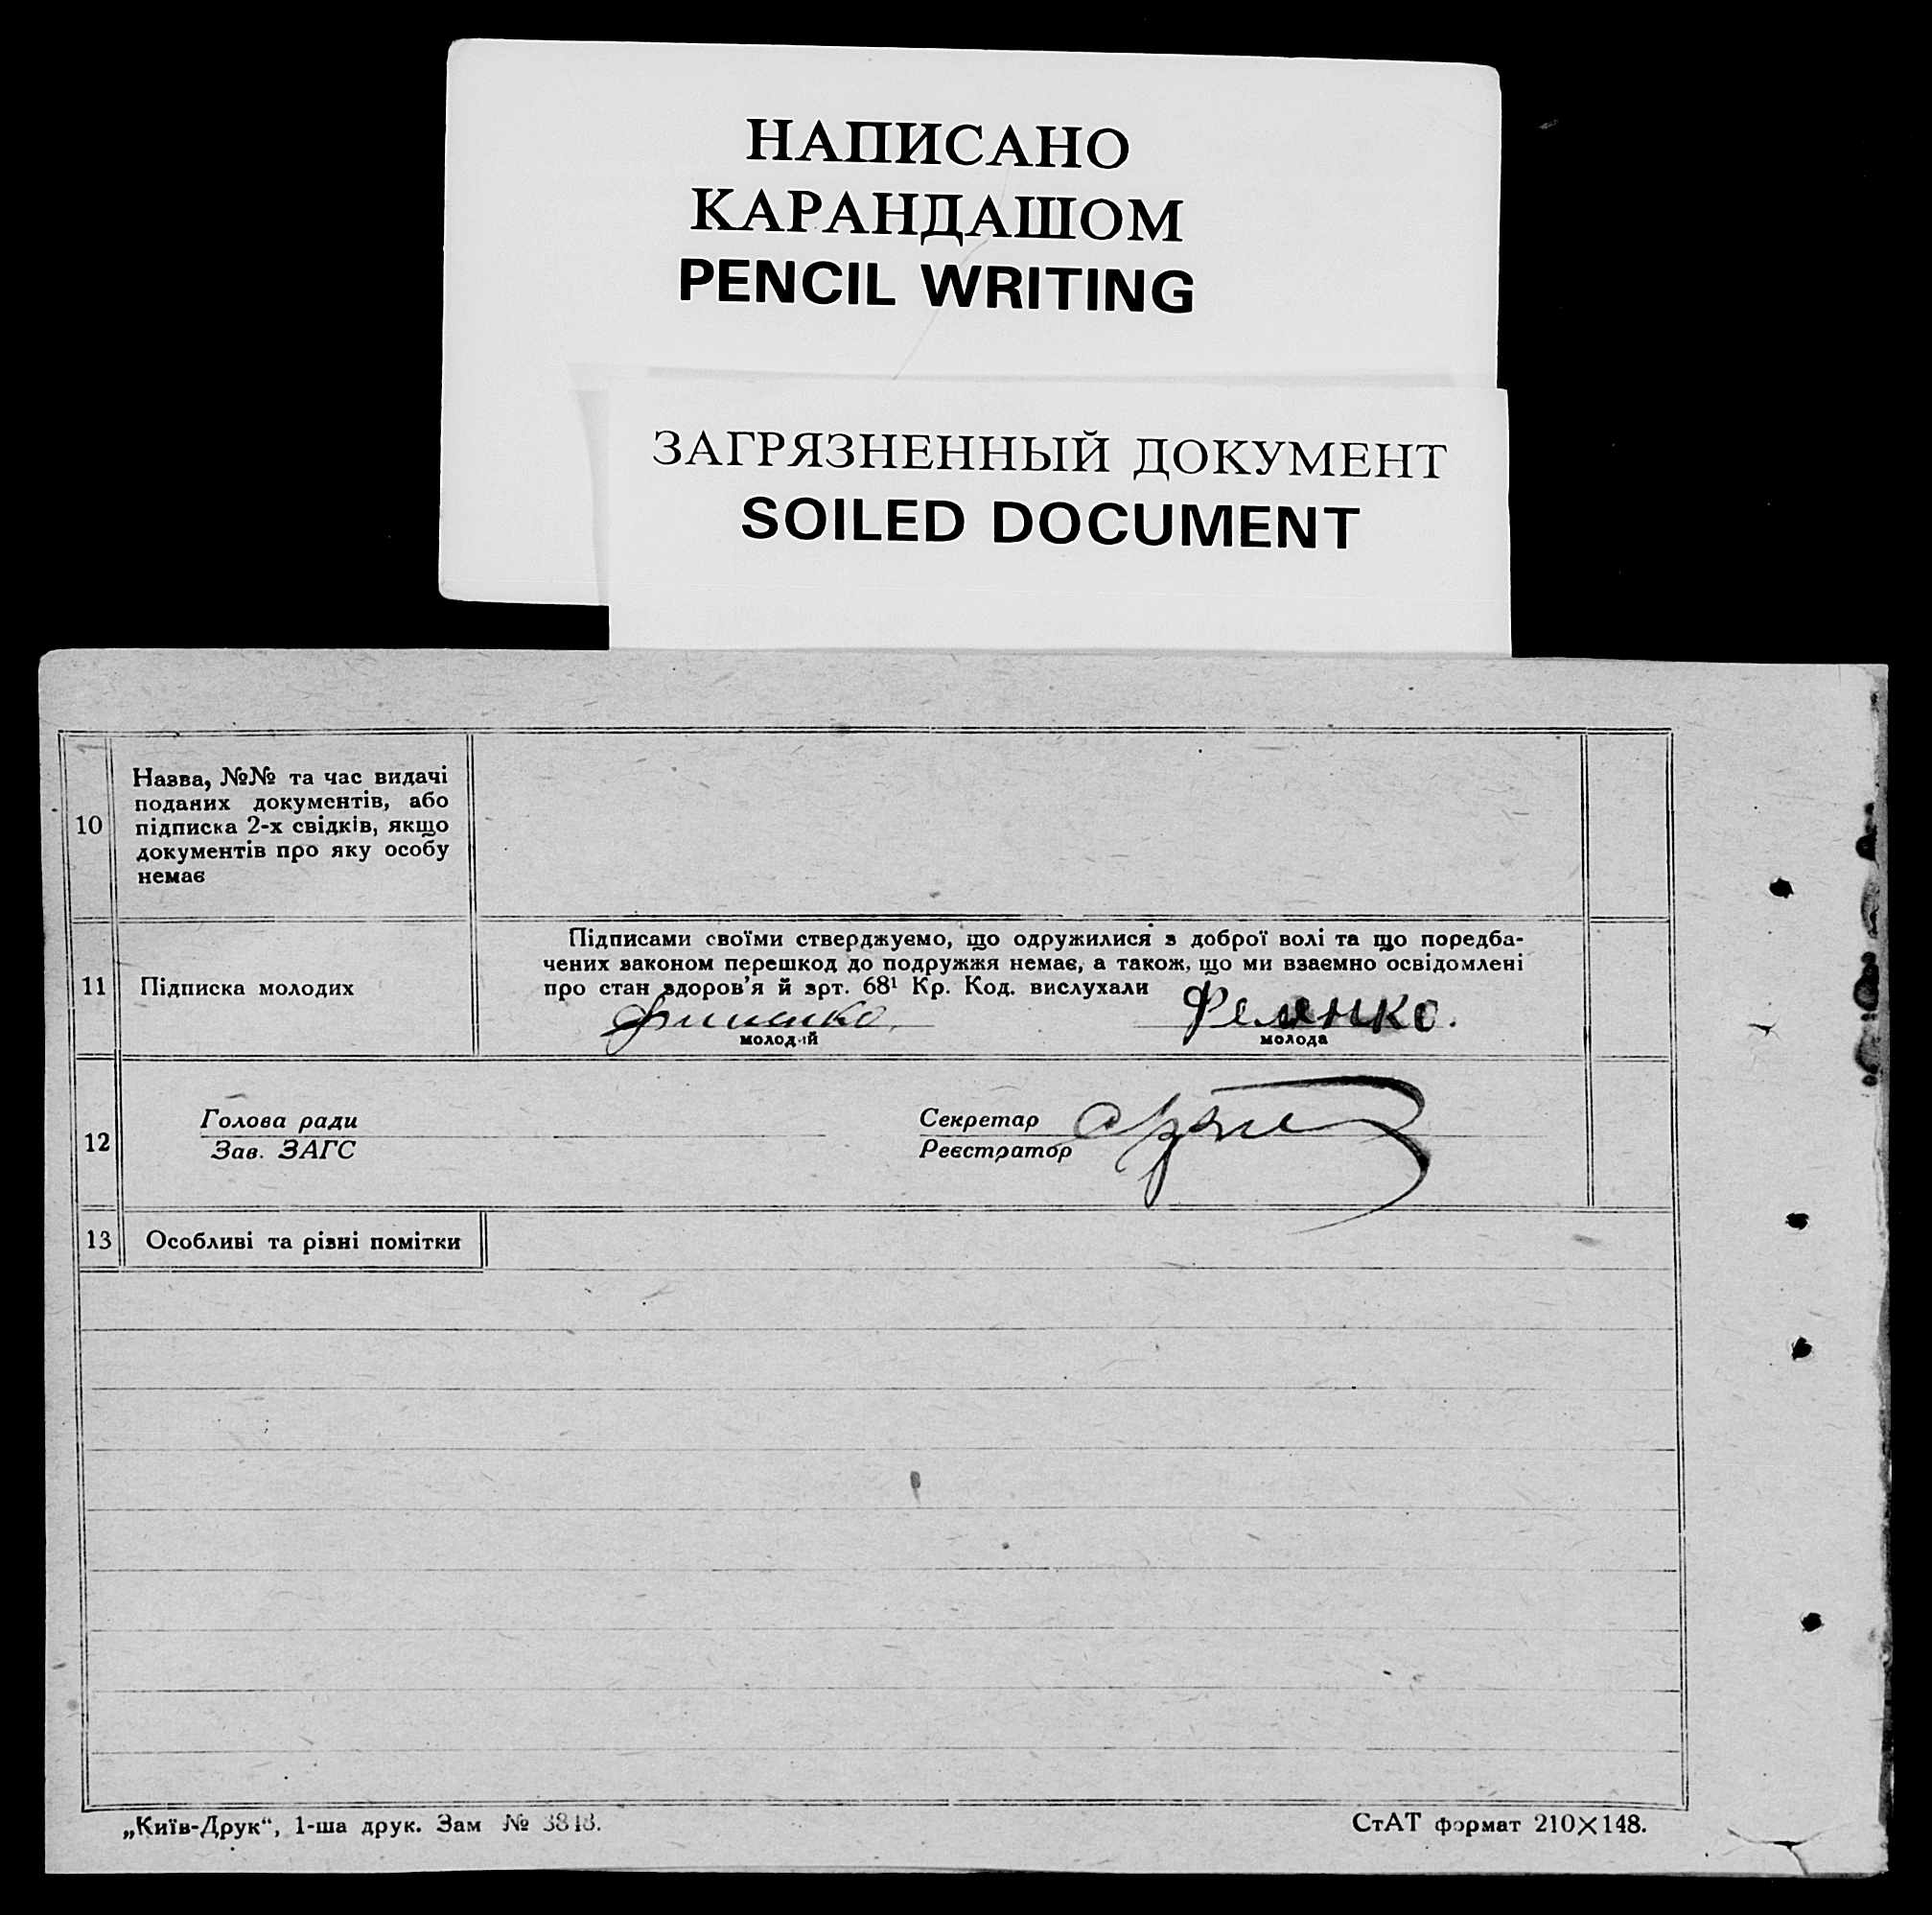 НАПИСАНО
КАРАНДАШОМ
PENCIL WRITING
ЗАГРЯЗНЕННЫЙ ДОКУМЕНТ
SOILED DOCUMENT
10
Назва, №№ та час видачі
поданих документів, або
підписка 2-х свідків, якщо
документів про яку особу
немає
11
Підписка молодих
Підписами своїми стверджуємо, що одружилися з доброї волі та що поредба-
чених законом перешкод до подружжя немає, а також, що ми взаємно освідомлені
про стан здоров'я й зрт. 68¹ Кр. Код. вислухали
молодий
молода
12
Голова ради
Зав. ЗАГС
Секретар
Реєстратор
13
Особливі та різні помітки
„Київ-Друк“, 1-ша друк. Зам №
СтАТ формат 210×148.